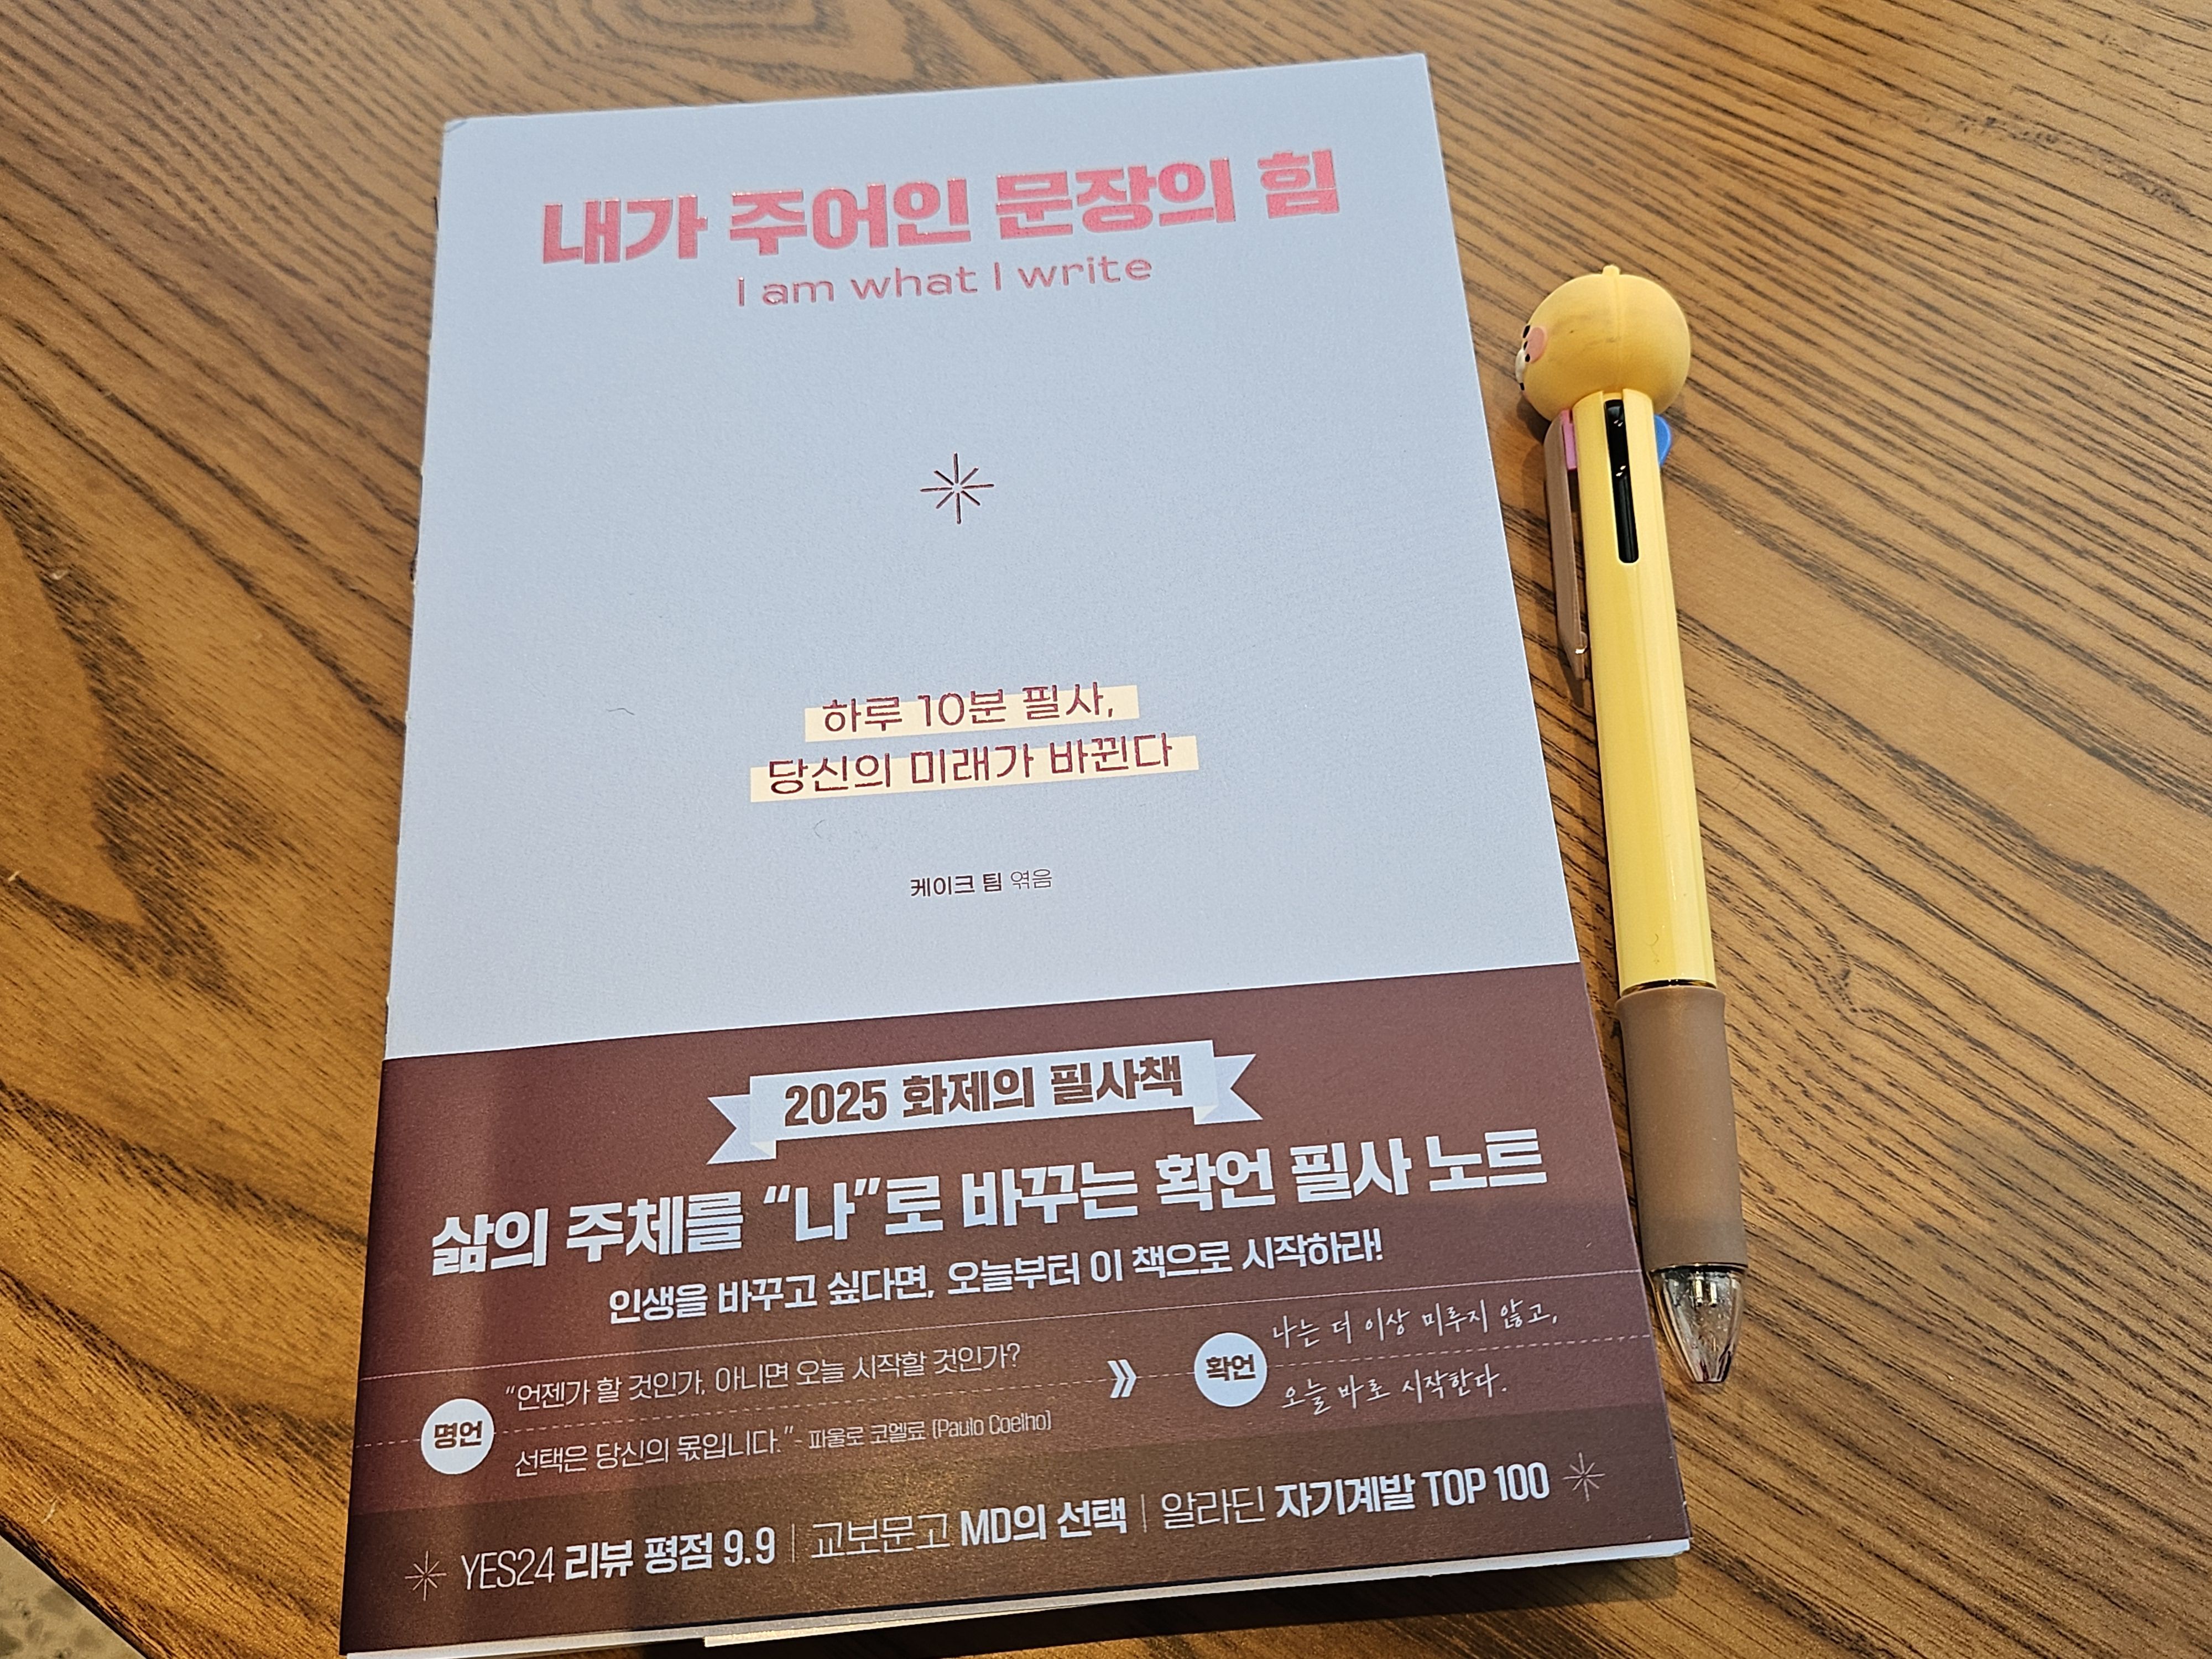 내가 주어인 문장의 힘
I am what I write
하루 10분 필사,
당신의 미래가 바뀐다
케이크 팀 엮음
2025 화제의 필사책
삶의 주체를 “나”로 바꾸는 확언 필사 노트
인생을 바꾸고 싶다면, 오늘부터 이 책으로 시작하라!
명언
“언젠가 할 것인가, 아니면 오늘 시작할 것인가?
선택은 당신의 몫입니다.” - 파울로 코엘료 (Paulo Coelho)
확언
나는 더 이상 미루지 않고,
오늘 바로 시작한다.
YES24 리뷰 평점 9.9 | 교보문고 MD의 선택 | 알라딘 자기계발 TOP 100